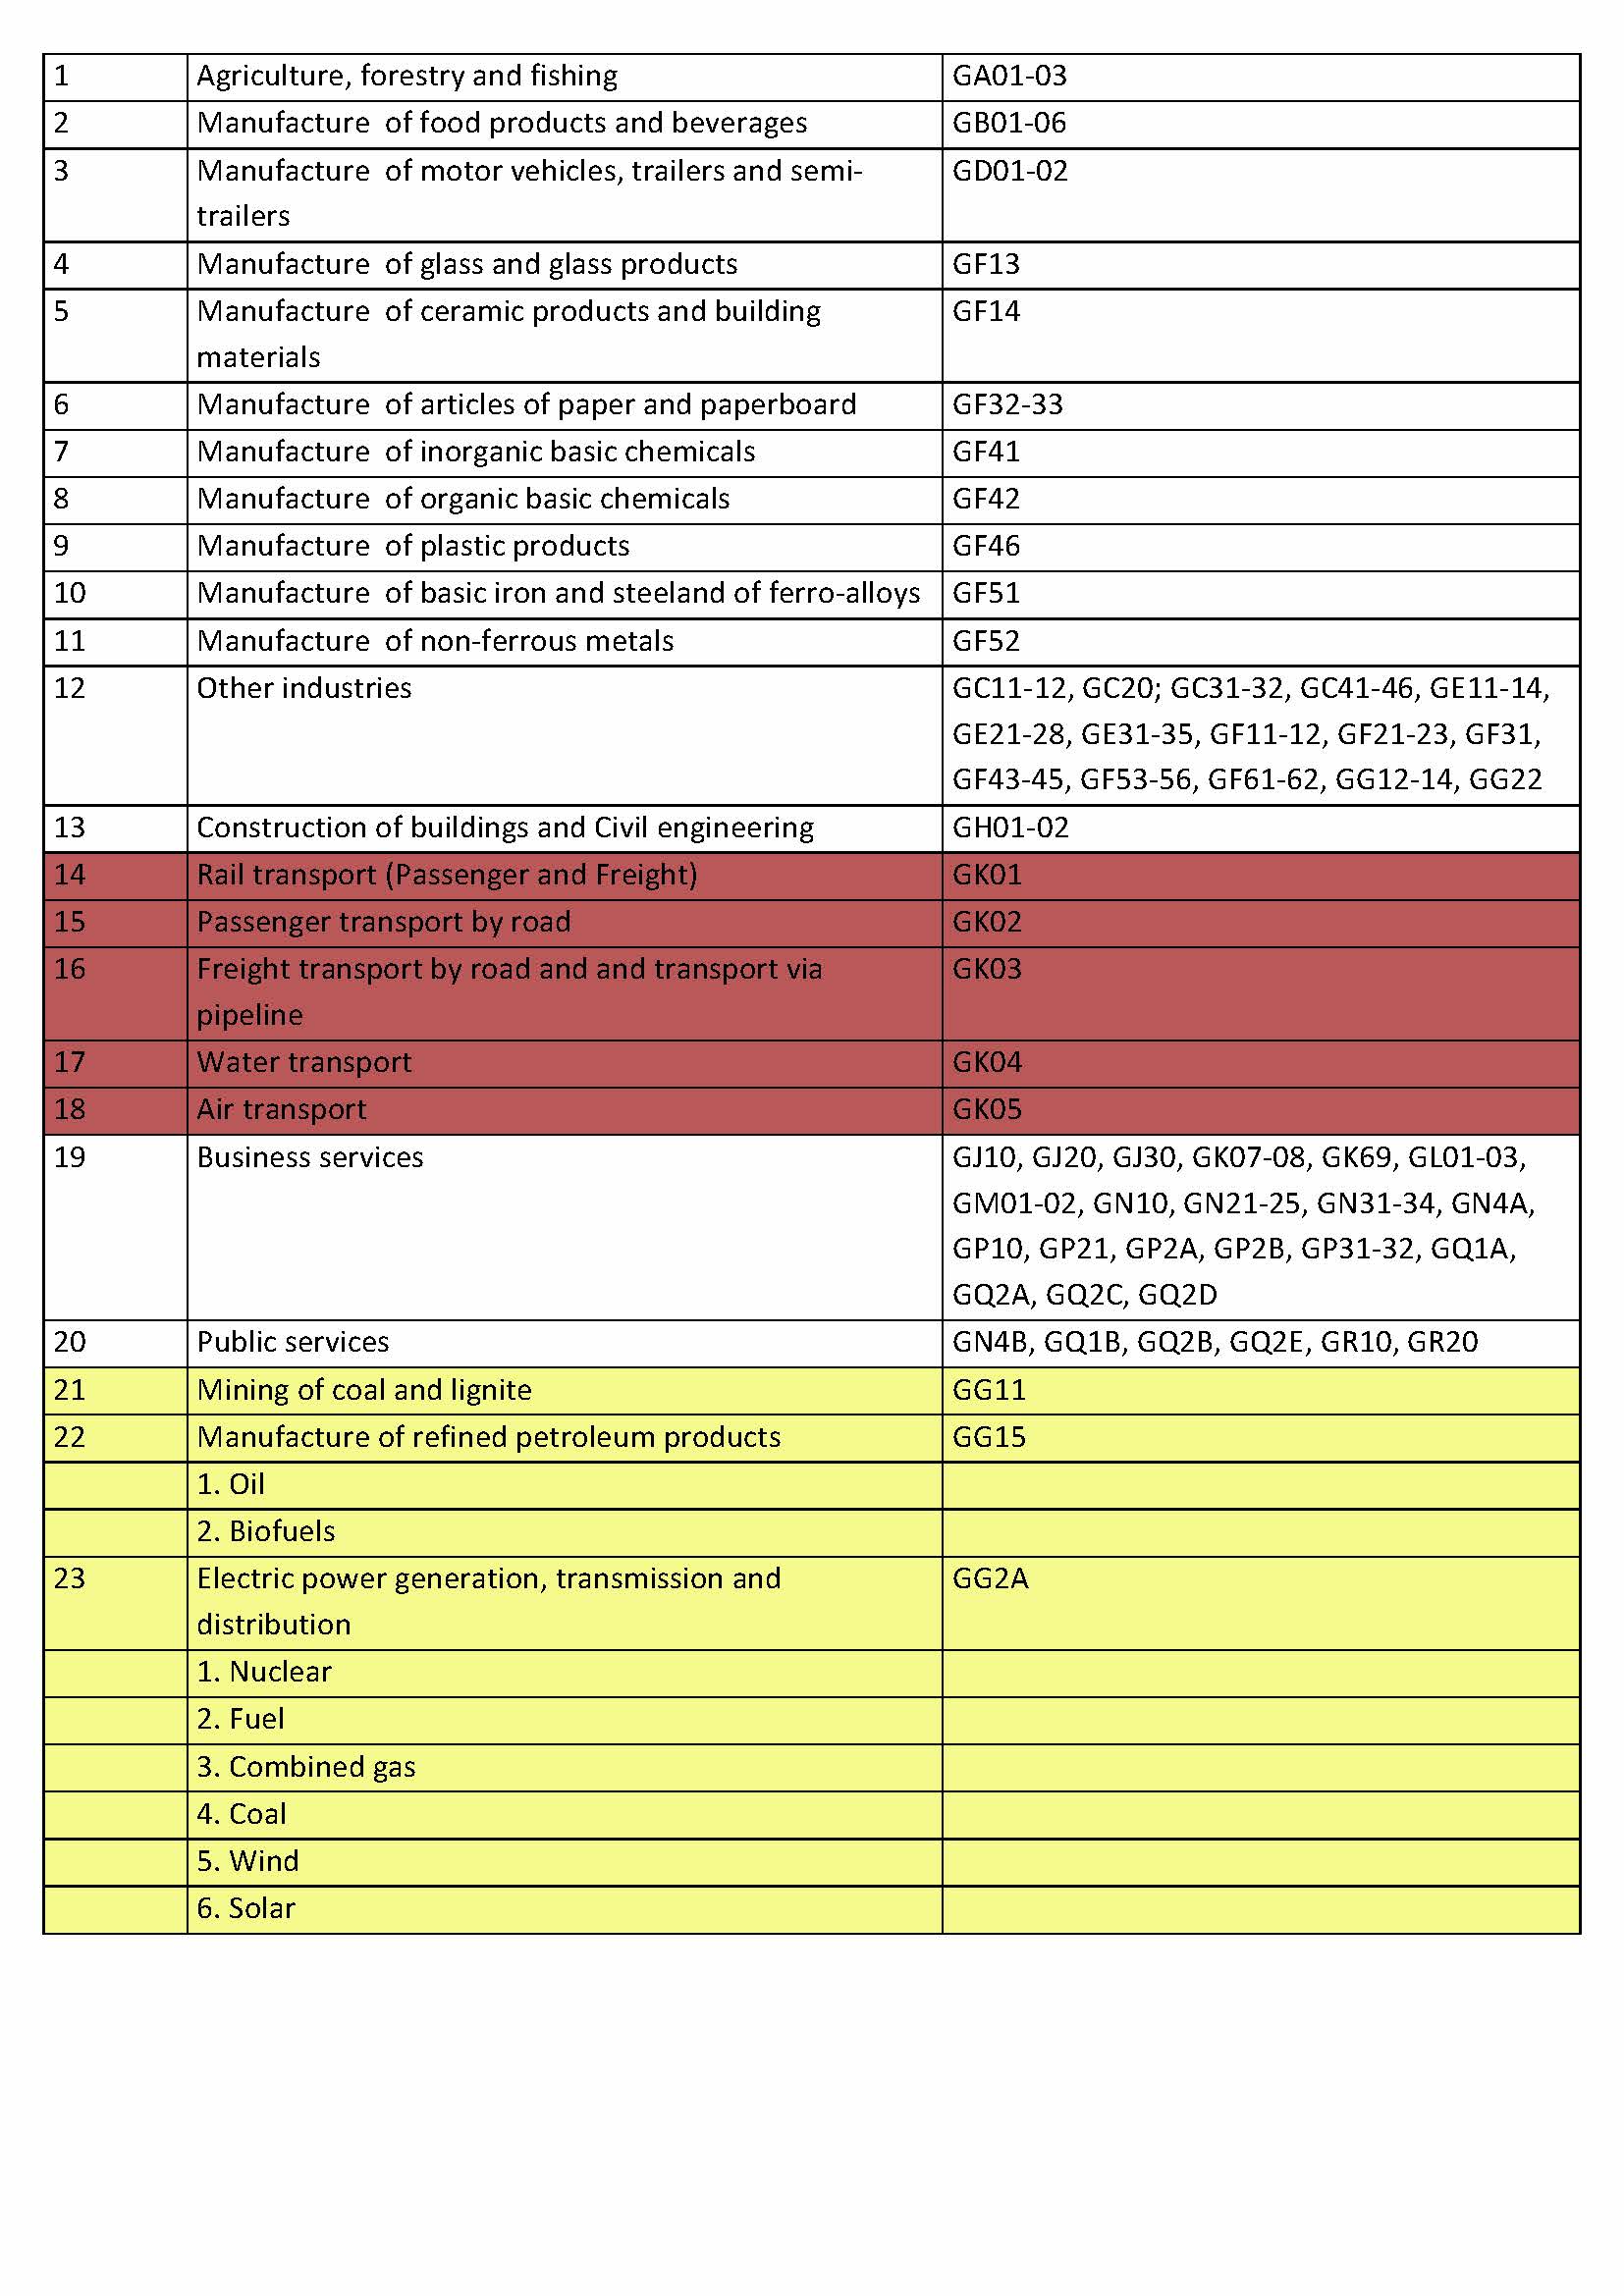 1 Agriculture, forestry and fishing GA01-03
2 Manufacture  of food products and beverages GB01-06
3 Manufacture  of motor vehicles, trailers and semi- GD01-02
trailers
4 Manufacture  of glass and glass products GF13
5 Manufacture  of ceramic products and building GF14
materials
6 Manufacture  of articles of paper and paperboard GF32-33
7 Manufacture  of inorganic basic chemicals GF41
8 Manufacture  of organic basic chemicals GF42
9 Manufacture  of plastic products GF46
10 Manufacture  of basic iron and steeland of ferro-alloys GF51
11 Manufacture  of non-ferrous metals GF52
12 Other industries GC11-12, GC20; GC31-32, GC41-46, GE11-14,
GE21-28, GE31-35, GF11-12, GF21-23, GF31,
GF43-45, GF53-56, GF61-62, GG12-14, GG22
13 Construction of buildings and Civil engineering GH01-02
14 Rail transport (Passenger and Freight) GK01
15 Passenger transport by road GK02
16 Freight transport by road and and transport via GK03
pipeline
17 Water transport GK04
18 Air transport GK05
19 Business services GJ10, GJ20, GJ30, GK07-08, GK69, GL01-03,
GM01-02, GN10, GN21-25, GN31-34, GN4A,
GP10, GP21, GP2A, GP2B, GP31-32, GQ1A,
GQ2A, GQ2C, GQ2D
20 Public services GN4B, GQ1B, GQ2B, GQ2E, GR10, GR20
21 Mining of coal and lignite GG11
22 Manufacture of refined petroleum products GG15
1. Oil
2. Biofuels
23 Electric power generation, transmission and GG2A
distribution
1. Nuclear
2. Fuel
3. Combined gas
4. Coal
5. Wind
6. Solar